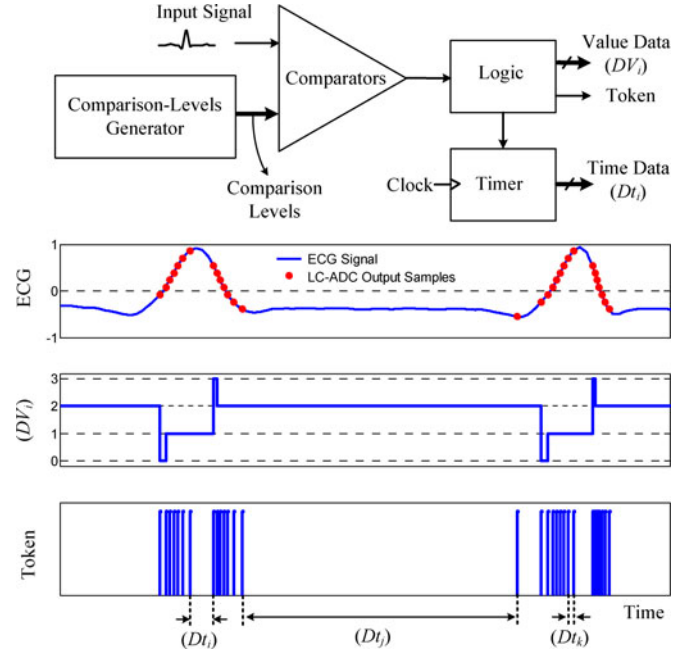 Input Signal
Comparison-Levels
Generator
Comparators
Comparison
Levels
Logic
Value Data
(DVᵢ)
Token
Clock
Timer
Time Data
(Dtᵢ)
ECG
1
0
-1
ECG Signal
LC-ADC Output Samples
(DVᵢ)
3
2
1
0
Token
Time
(Dtᵢ)
(Dtⱼ)
(Dtₖ)